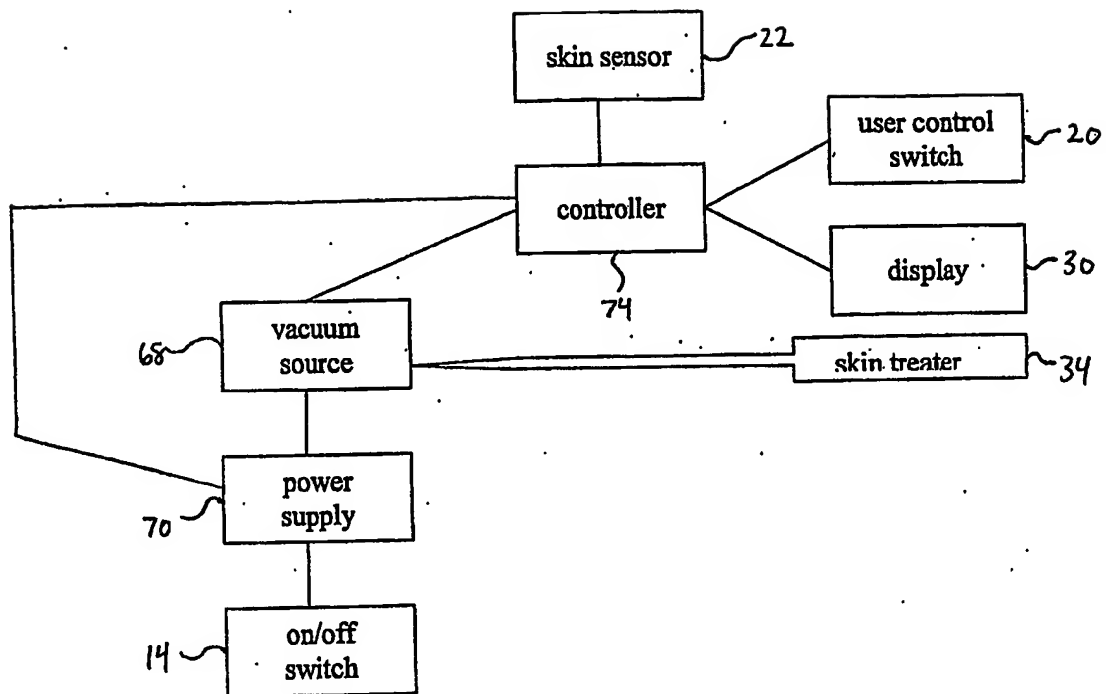 skin sensor
22
user control
switch
20
controller
74
display
30
vacuum
source
68
skin treater
34
power
supply
70
on/off
switch
14